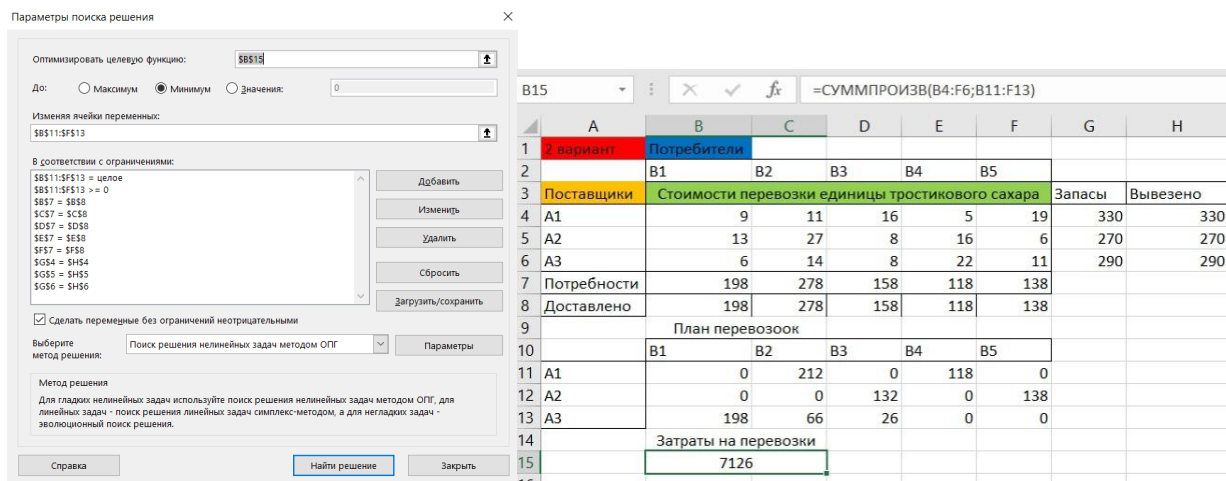 Параметры поиска решения
Оптимизировать целевую функцию: $B$15
До: Максимум Минимум Значения: 0
Изменяя ячейки переменных:
$B$11:$F$13
В соответствии с ограничениями:
$B$11:$F$13 = целое
$B$11:$F$13 >= 0
$B$7 = $B$8
$C$7 = $C$8
$D$7 = $D$8
$E$7 = $E$8
$F$7 = $F$8
$G$4 = $H$4
$G$5 = $H$5
$G$6 = $H$6
Добавить
Изменить
Удалить
Сбросить
Загрузить/сохранить
Сделать переменные без ограничений неотрицательными
Выберите
метод решения:
Поиск решения нелинейных задач методом ОПГ
Параметры
Метод решения
Для гладких нелинейных задач используйте поиск решения нелинейных задач методом ОПГ, для
линейных задач - поиск решения линейных задач симплекс-методом, а для негладких задач -
эволюционный поиск решения.
Справка
Найти решение
Закрыть
B15 fx =СУММПРОИЗВ(B4:F6;B11:F13)
A B C D E F G H
1 2 вариант Потребители
2 B1 B2 B3 B4 B5
3 Поставщики Стоимости перевозки единицы тростикового сахара Запасы Вывезено
4 A1 9 11 16 5 19 330 330
5 A2 13 27 8 16 6 270 270
6 A3 6 14 8 22 11 290 290
7 Потребности 198 278 158 118 138
8 Доставлено 198 278 158 118 138
9 План перевозоок
10 B1 B2 B3 B4 B5
11 A1 0 212 0 118 0
12 A2 0 0 132 0 138
13 A3 198 66 26 0 0
14 Затраты на перевозки
15 7126